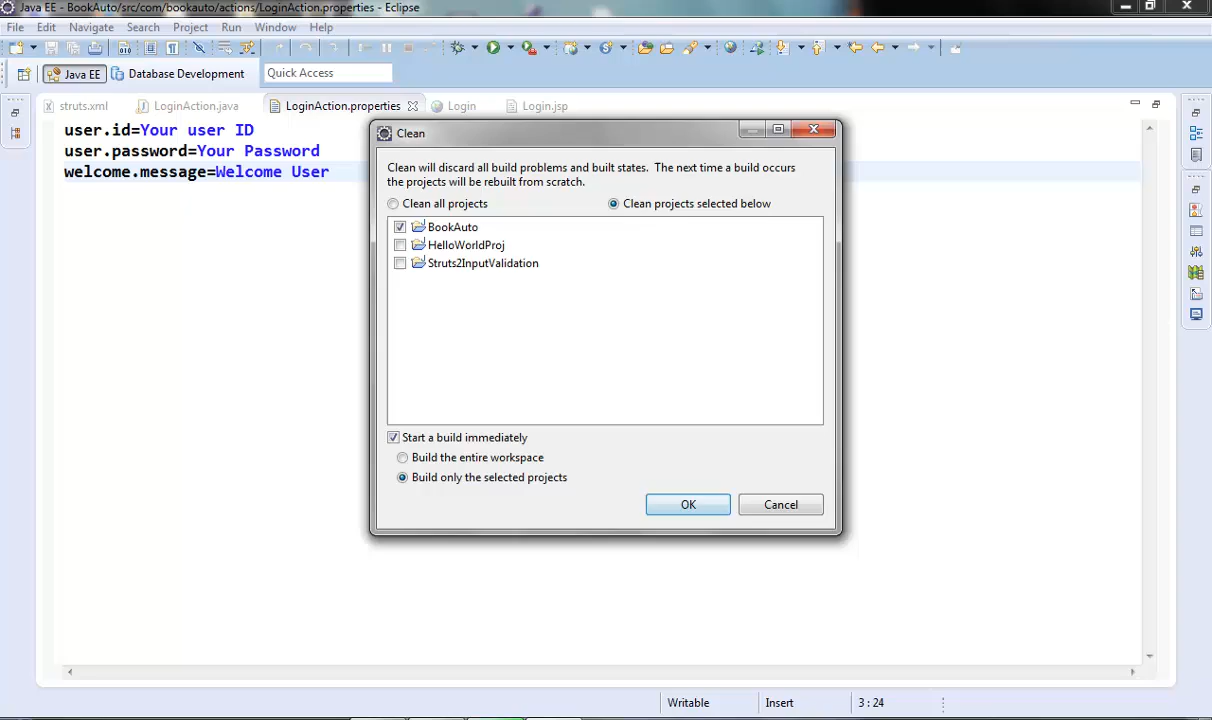 Java EE - BookAuto/src/com/bookauto/actions/LoginAction.properties - Eclipse
File Edit Navigate Search Project Run Window Help
Java EE Database Development Quick Access
struts.xml LoginAction.java LoginAction.properties Login Login.jsp
user.id=Your user ID
user.password=Your Password
welcome.message=Welcome User
Clean
Clean will discard all build problems and built states. The next time a build occurs
the projects will be rebuilt from scratch.
Clean all projects Clean projects selected below
BookAuto
HelloWorldProj
Struts2InputValidation
Start a build immediately
Build the entire workspace
Build only the selected projects
OK Cancel
Writable Insert 3 : 24